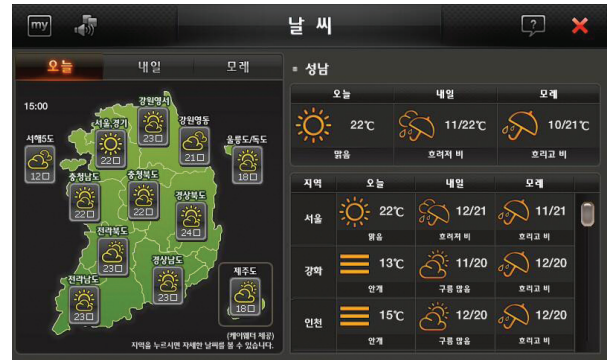 my
날 씨
?
오늘 내일 모레
15:00
강원영서
23□
서울,경기
22□
강원영동
21□
서해5도
12□
울릉도/독도
18□
충청남도
22□
충청북도
22□
경상북도
24□
전라북도
23□
경상남도
23□
전라남도
23□
제주도
18□
(케이웨더 제공)
지역을 누르시면 자세한 날씨를 볼 수 있습니다.
성남
오늘 내일 모레
22℃ 11/22℃ 10/21℃
맑음 흐려져 비 흐리고 비
지역 오늘 내일 모레
서울 22℃ 12/21 11/21
맑음 흐려져 비 흐리고 비
강화 13℃ 11/20 12/20
안개 구름 많음 흐리고 비
인천 15℃ 12/20 12/20
안개 구름 많음 흐리고 비